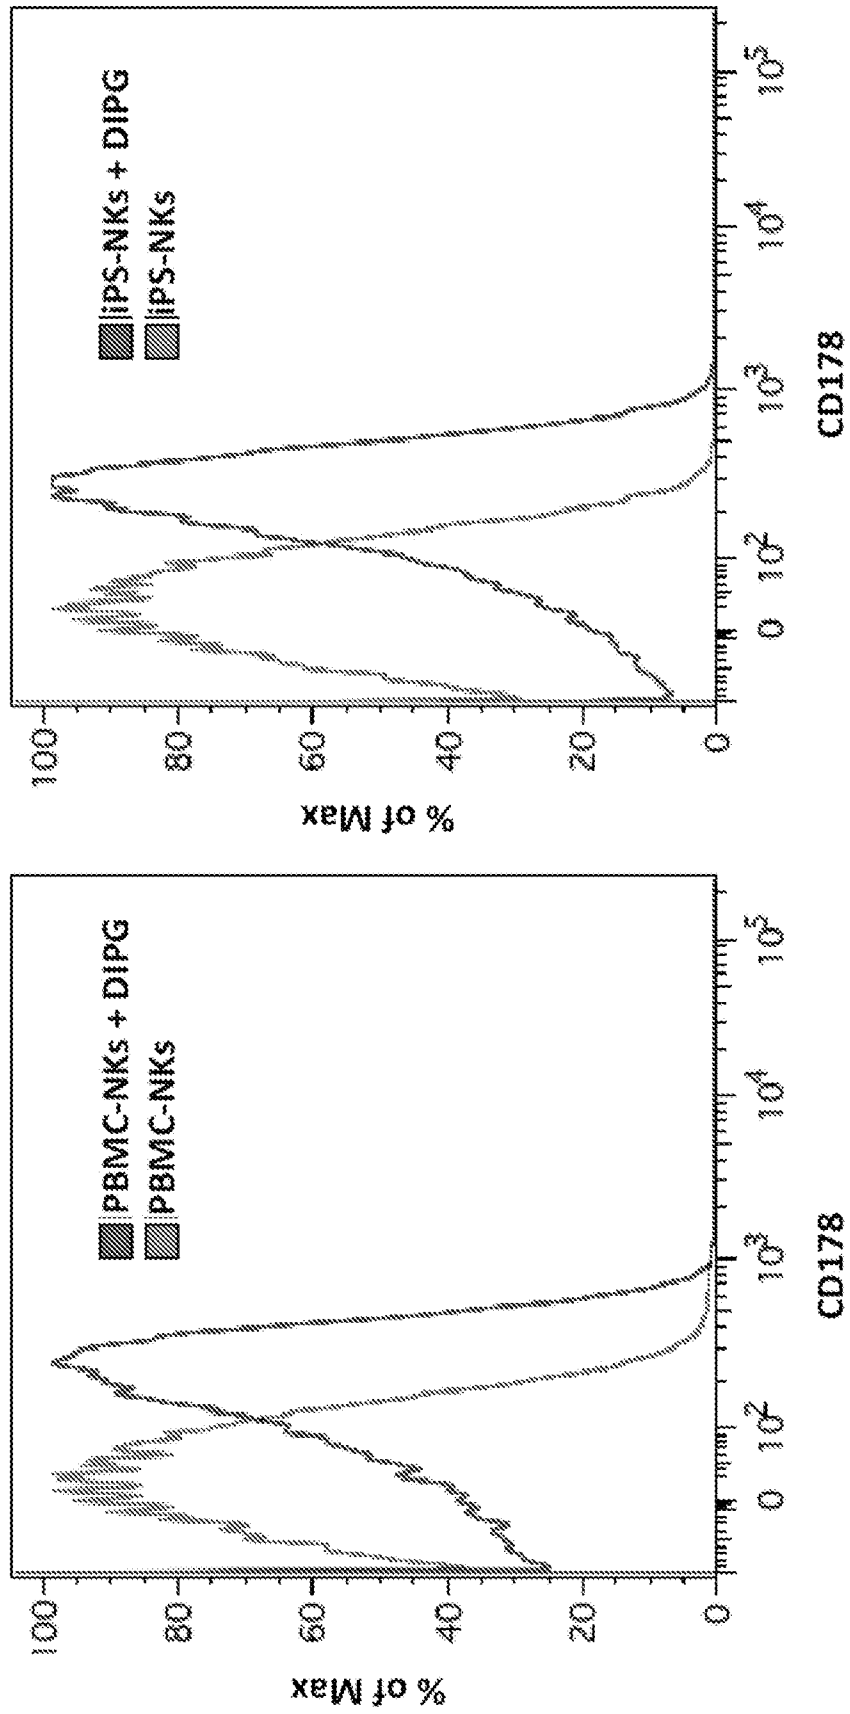 PBMC-NKs + DIPG
PBMC-NKs
% of Max
100
80
60
40
20
0
0 10² 10³ 10⁴ 10⁵
CD178
iPS-NKs + DIPG
iPS-NKs
% of Max
100
80
60
40
20
0
0 10² 10³ 10⁴ 10⁵
CD178